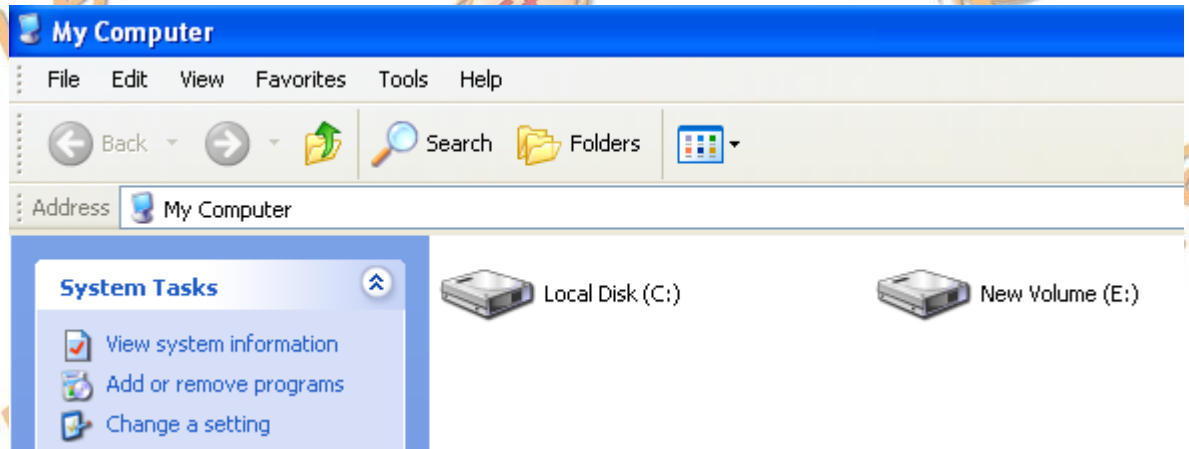 My Computer
File Edit View Favorites Tools Help
Back Search Folders
Address My Computer
System Tasks
Local Disk (C:) New Volume (E:)
View system information
Add or remove programs
Change a setting